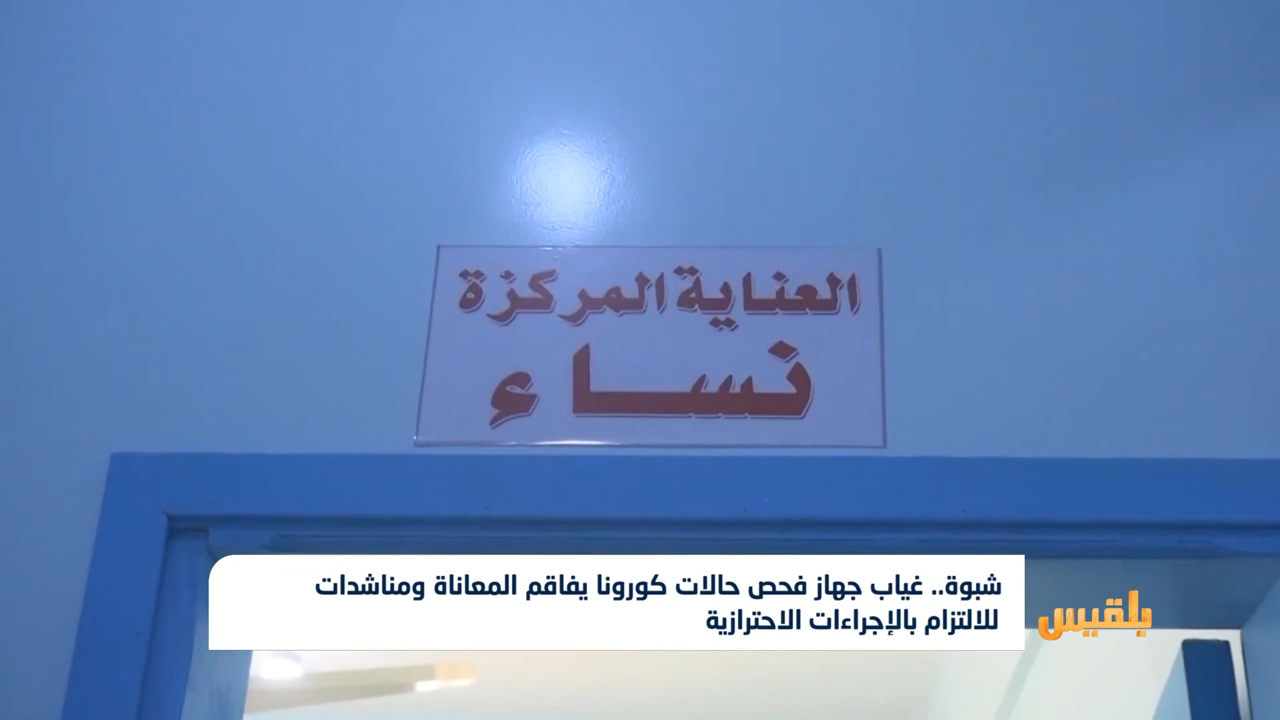 العناية المركزة
نساء
شبوة.. غياب جهاز فحص حالات كورونا يفاقم المعاناة ومناشدات
للالتزام بالإجراءات الاحترازية
بلقيس